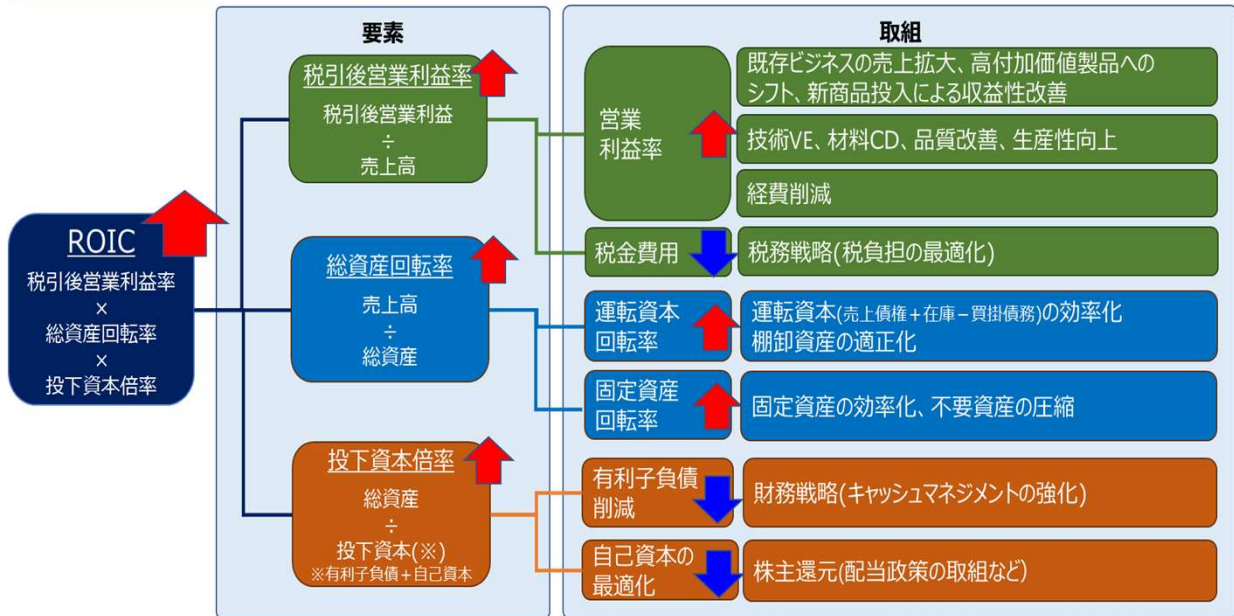 要素
取組
ROIC
税引後営業利益率
×
総資産回転率
×
投下資本倍率
税引後営業利益率
税引後営業利益
÷
売上高
総資産回転率
売上高
÷
総資産
投下資本倍率
総資産
÷
投下資本(※)
※有利子負債+自己資本
営業
利益率
既存ビジネスの売上拡大、高付加価値製品への
シフト、新商品投入による収益性改善
技術VE、材料CD、品質改善、生産性向上
経費削減
税金費用
税務戦略(税負担の最適化)
運転資本
回転率
運転資本(売上債権+在庫−買掛債務)の効率化
棚卸資産の適正化
固定資産
回転率
固定資産の効率化、不要資産の圧縮
有利子負債
削減
財務戦略(キャッシュマネジメントの強化)
自己資本の
最適化
株主還元(配当政策の取組など)